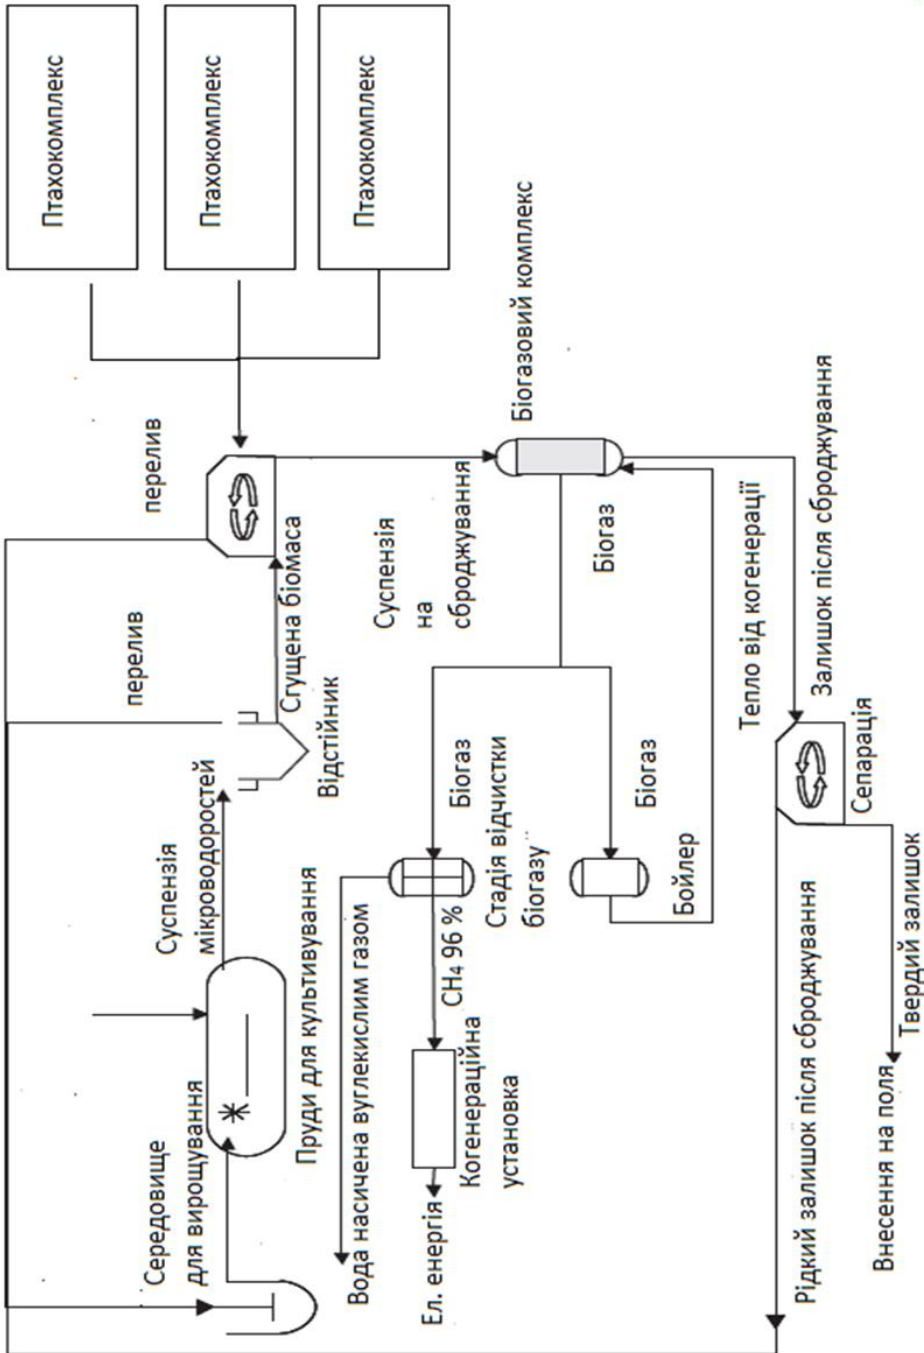 Птахокомплекс
Птахокомплекс
Птахокомплекс
перелив
перелив
Суспензія
мікроводоростей
Середовище
для вирощування
Пруди для культивування
Відстійник
Сгущена біомаса
Суспензія
на
зброджування
Біогазовий комплекс
Біогаз
Біогаз
Стадія відчистки
біогазу
CH₄ 96 %
Вода насичена вуглекислим газом
Когенераційна
установка
Ел. енергія
Біогаз
Бойлер
Тепло від когенерації
Залишок після сброджування
Сепарація
Рідкий залишок після сброджування
Твердий залишок
Внесення на поля